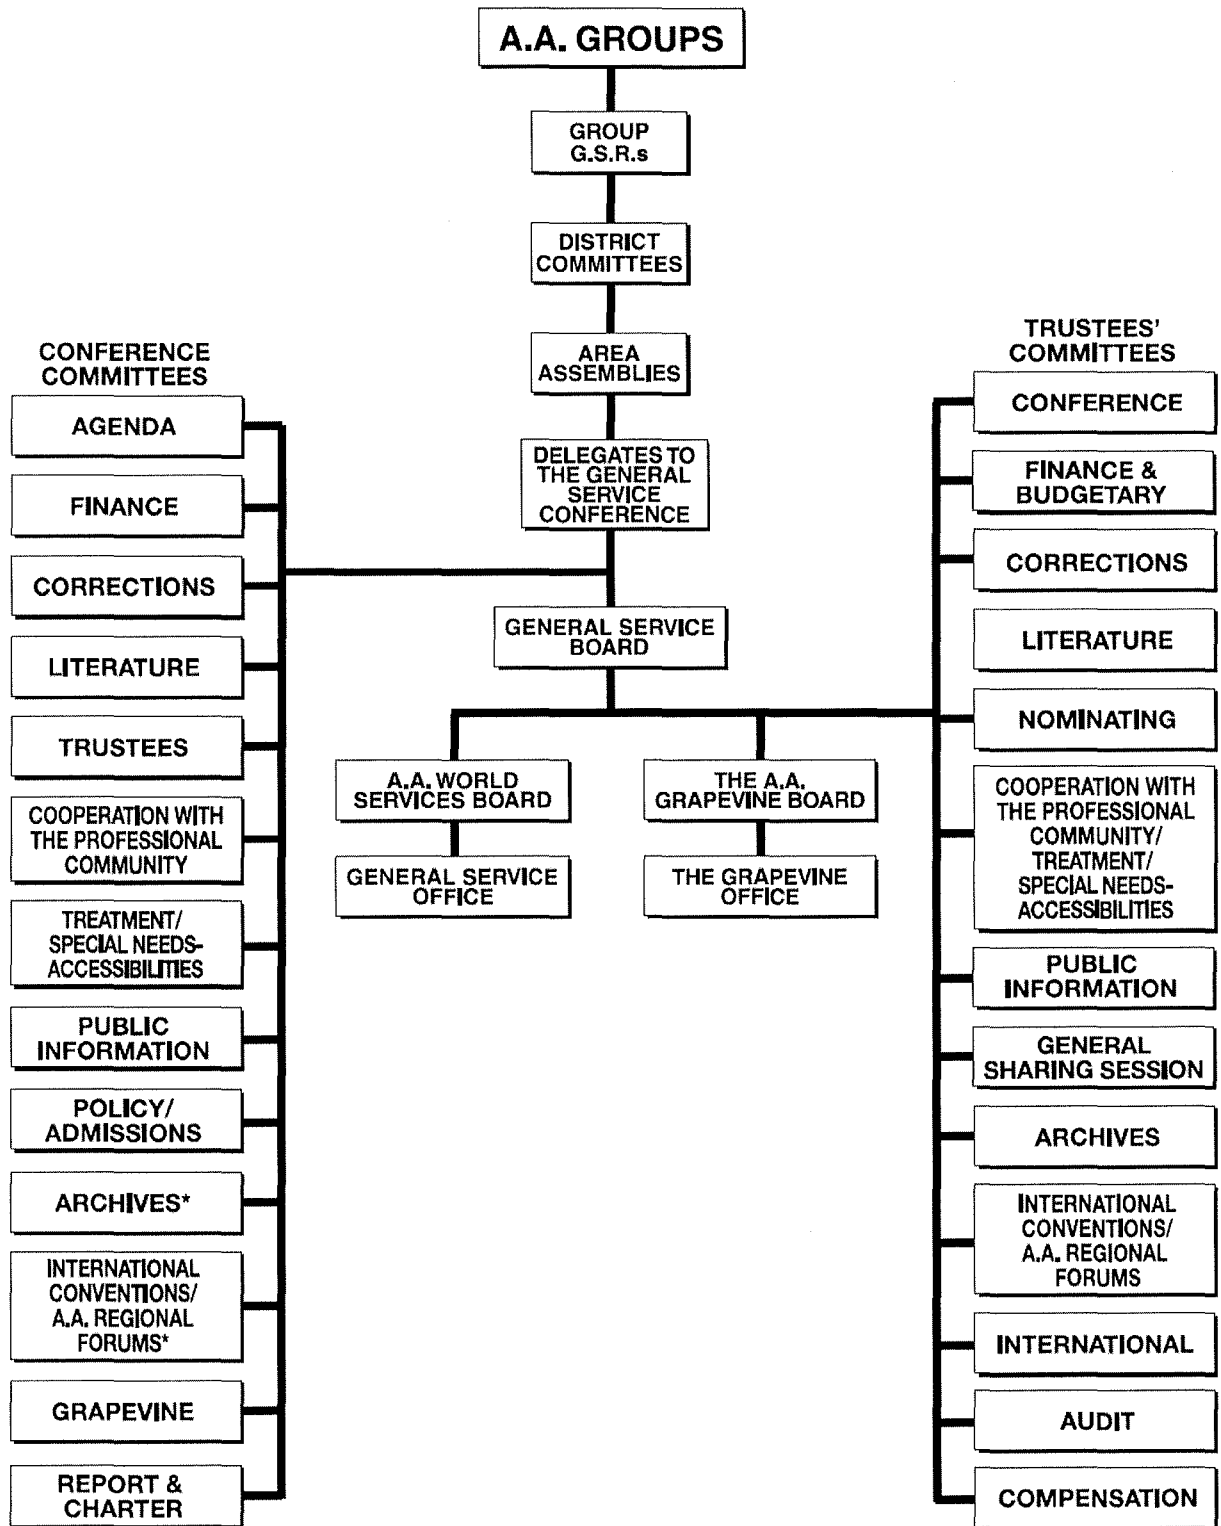 A.A. GROUPS
GROUP
G.S.R.s
DISTRICT
COMMITTEES
AREA
ASSEMBLIES
DELEGATES TO
THE GENERAL
SERVICE
CONFERENCE
GENERAL SERVICE
BOARD
A.A. WORLD
SERVICES BOARD
GENERAL SERVICE
OFFICE
THE A.A.
GRAPEVINE BOARD
THE GRAPEVINE
OFFICE
CONFERENCE
COMMITTEES
AGENDA
FINANCE
CORRECTIONS
LITERATURE
TRUSTEES
COOPERATION WITH
THE PROFESSIONAL
COMMUNITY
TREATMENT/
SPECIAL NEEDS-
ACCESSIBILITIES
PUBLIC
INFORMATION
POLICY/
ADMISSIONS
ARCHIVES*
INTERNATIONAL
CONVENTIONS/
A.A. REGIONAL
FORUMS*
GRAPEVINE
REPORT &
CHARTER
TRUSTEES'
COMMITTEES
CONFERENCE
FINANCE &
BUDGETARY
CORRECTIONS
LITERATURE
NOMINATING
COOPERATION WITH
THE PROFESSIONAL
COMMUNITY/
TREATMENT/
SPECIAL NEEDS-
ACCESSIBILITIES
PUBLIC
INFORMATION
GENERAL
SHARING SESSION
ARCHIVES
INTERNATIONAL
CONVENTIONS/
A.A. REGIONAL
FORUMS
INTERNATIONAL
AUDIT
COMPENSATION